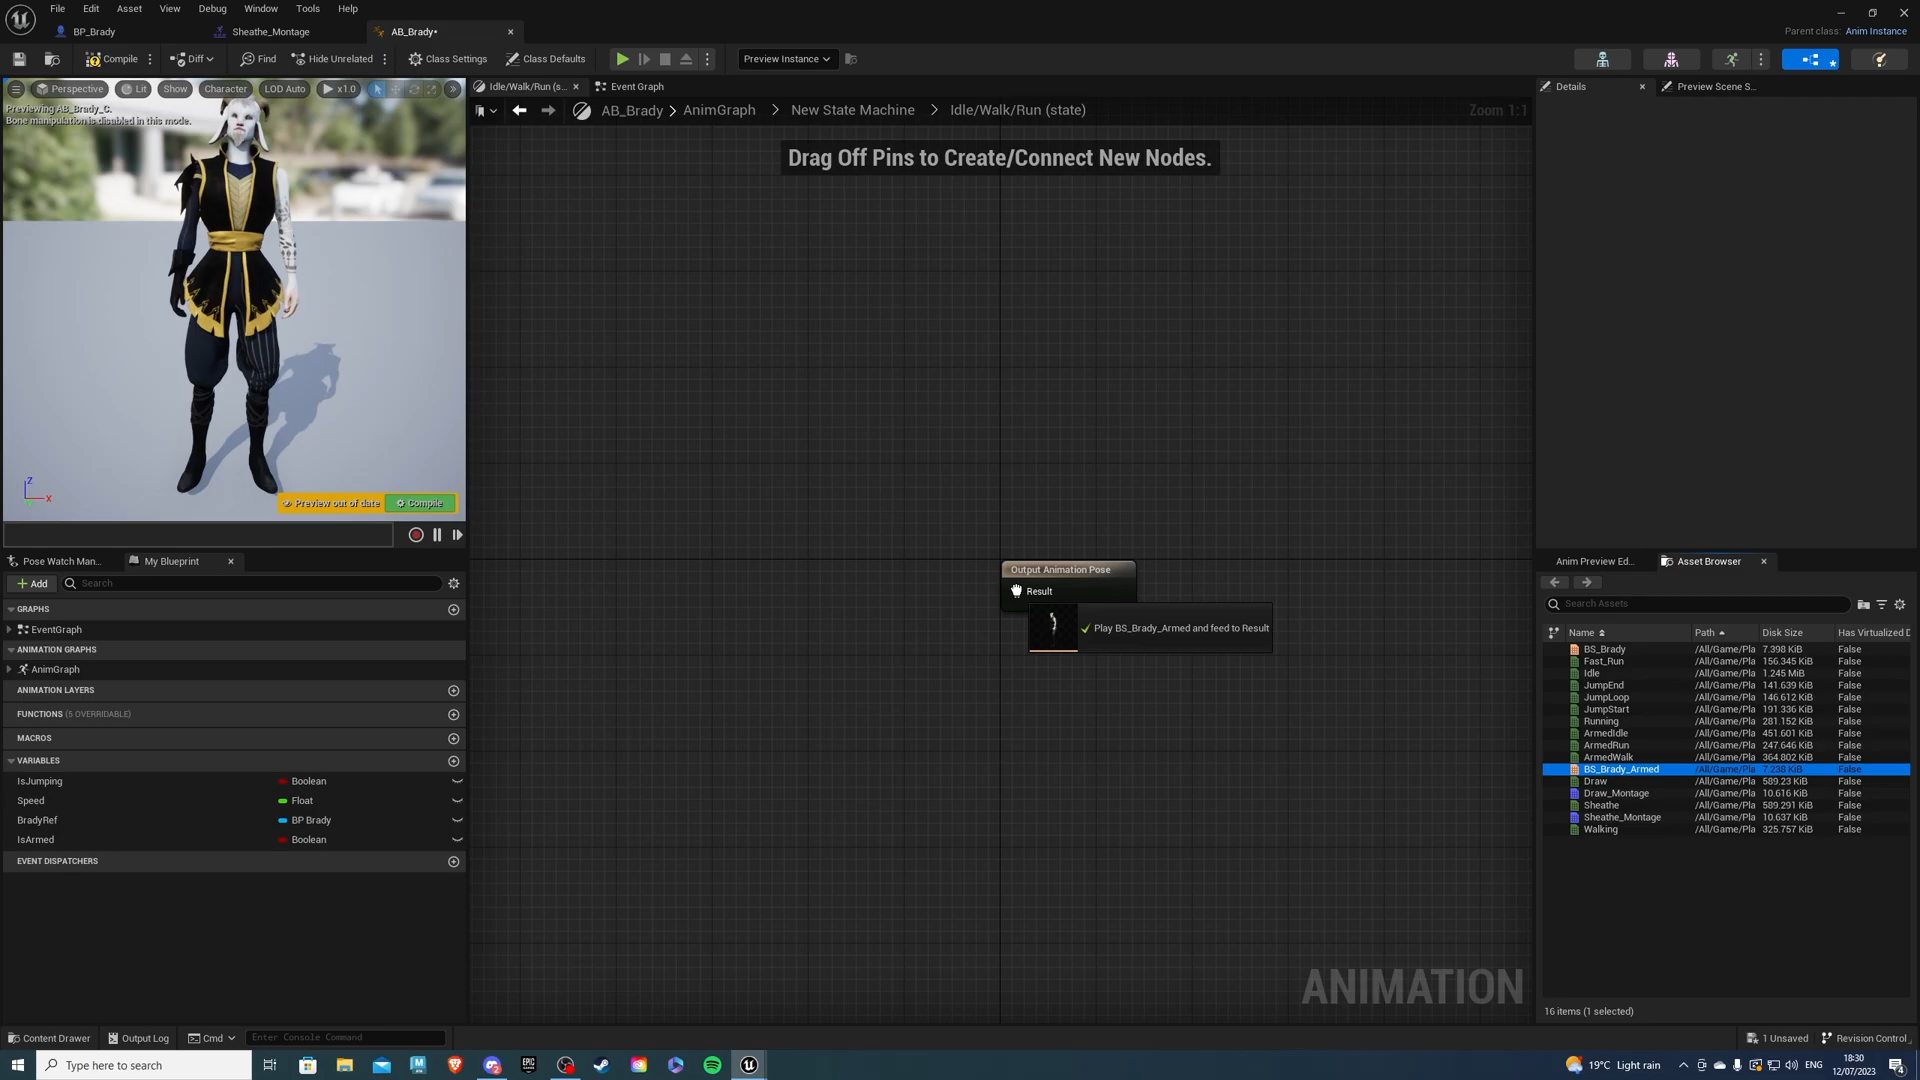 File Edit Asset View Debug Window Tools Help
BP_Brady
Sheathe_Montage
AB_Brady*
Parent class: Anim Instance
Compile
Diff
Find
Hide Unrelated
Class Settings
Class Defaults
Preview Instance
Perspective
Lit
Show
Character
LOD Auto
x1.0
Previewing AB_Brady_C.
Bone manipulation is disabled in this mode.
Z
X
Preview out of date
Compile
Idle/Walk/Run (s...
Event Graph
AB_Brady > AnimGraph > New State Machine > Idle/Walk/Run (state)
Zoom 1:1
Drag Off Pins to Create/Connect New Nodes.
Output Animation Pose
Result
Play BS_Brady_Armed and feed to Result
ANIMATION
Pose Watch Man...
My Blueprint
Add
Search
GRAPHS
EventGraph
ANIMATION GRAPHS
AnimGraph
ANIMATION LAYERS
FUNCTIONS (5 OVERRIDABLE)
MACROS
VARIABLES
IsJumping Boolean
Speed Float
BradyRef BP Brady
IsArmed Boolean
EVENT DISPATCHERS
Details
Preview Scene S...
Anim Preview Ed...
Asset Browser
Search Assets
Name Path Disk Size Has Virtualized D
BS_Brady /All/Game/Pla 7.398 KiB False
Fast_Run /All/Game/Pla 156.345 KiB False
Idle /All/Game/Pla 1.245 MiB False
JumpEnd /All/Game/Pla 141.639 KiB False
JumpLoop /All/Game/Pla 146.612 KiB False
JumpStart /All/Game/Pla 191.336 KiB False
Running /All/Game/Pla 281.152 KiB False
ArmedIdle /All/Game/Pla 451.601 KiB False
ArmedRun /All/Game/Pla 247.646 KiB False
ArmedWalk /All/Game/Pla 364.802 KiB False
BS_Brady_Armed /All/Game/Pla 7.238 KiB False
Draw /All/Game/Pla 589.23 KiB False
Draw_Montage /All/Game/Pla 10.616 KiB False
Sheathe /All/Game/Pla 589.291 KiB False
Sheathe_Montage /All/Game/Pla 10.637 KiB False
Walking /All/Game/Pla 325.757 KiB False
16 items (1 selected)
Content Drawer
Output Log
Cmd
Enter Console Command
1 Unsaved
Revision Control
Type here to search
19°C Light rain
ENG
18:30
12/07/2023